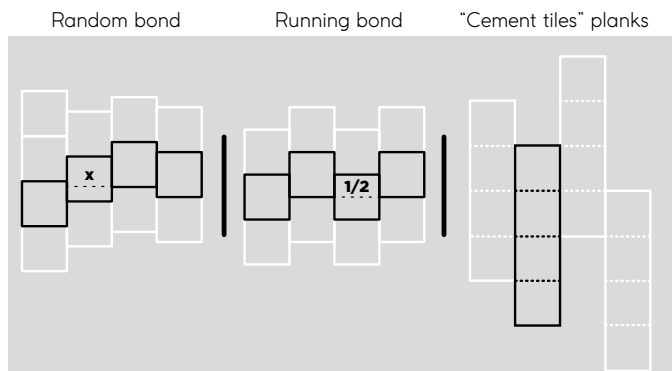 Random bond
Running bond
“Cement tiles” planks
x
1/2